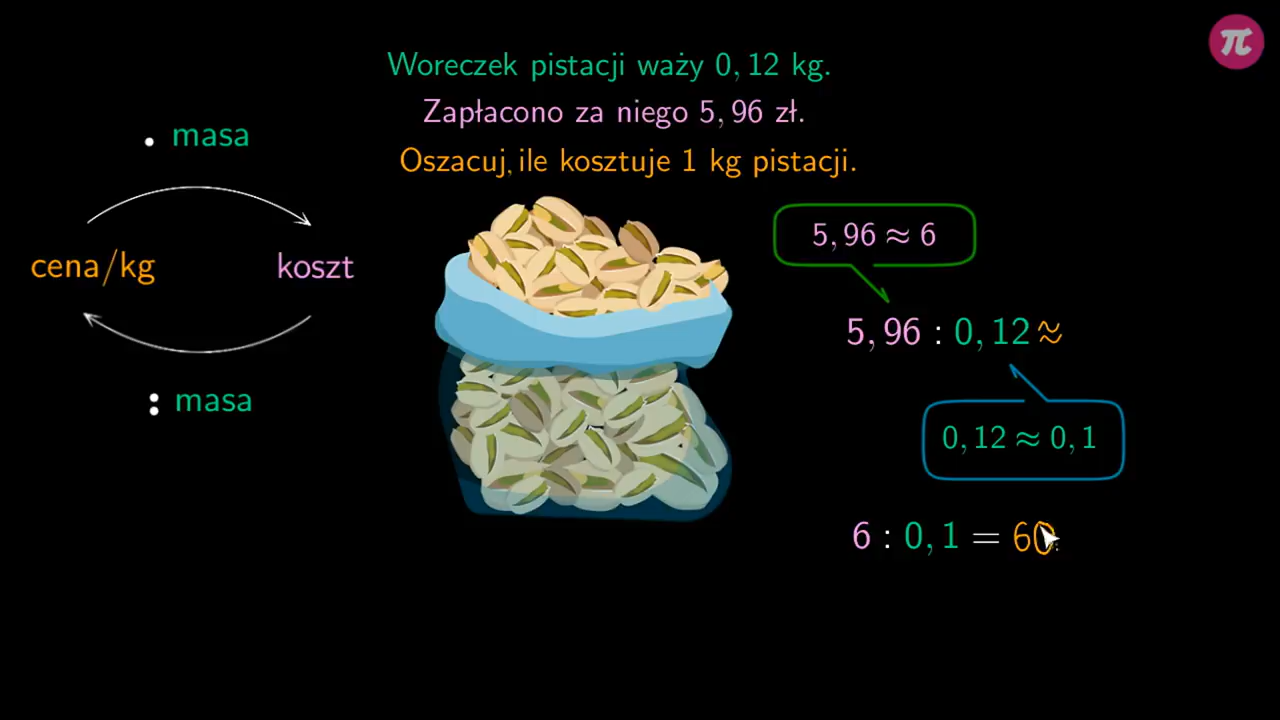 Woreczek pistacji waży 0,12 kg.
Zapłacono za niego 5,96 zł.
Oszacuj, ile kosztuje 1 kg pistacji.
. masa
cena/kg
koszt
: masa
5,96 ≈ 6
5,96 : 0,12 ≈
0,12 ≈ 0,1
6 : 0,1 = 60
π